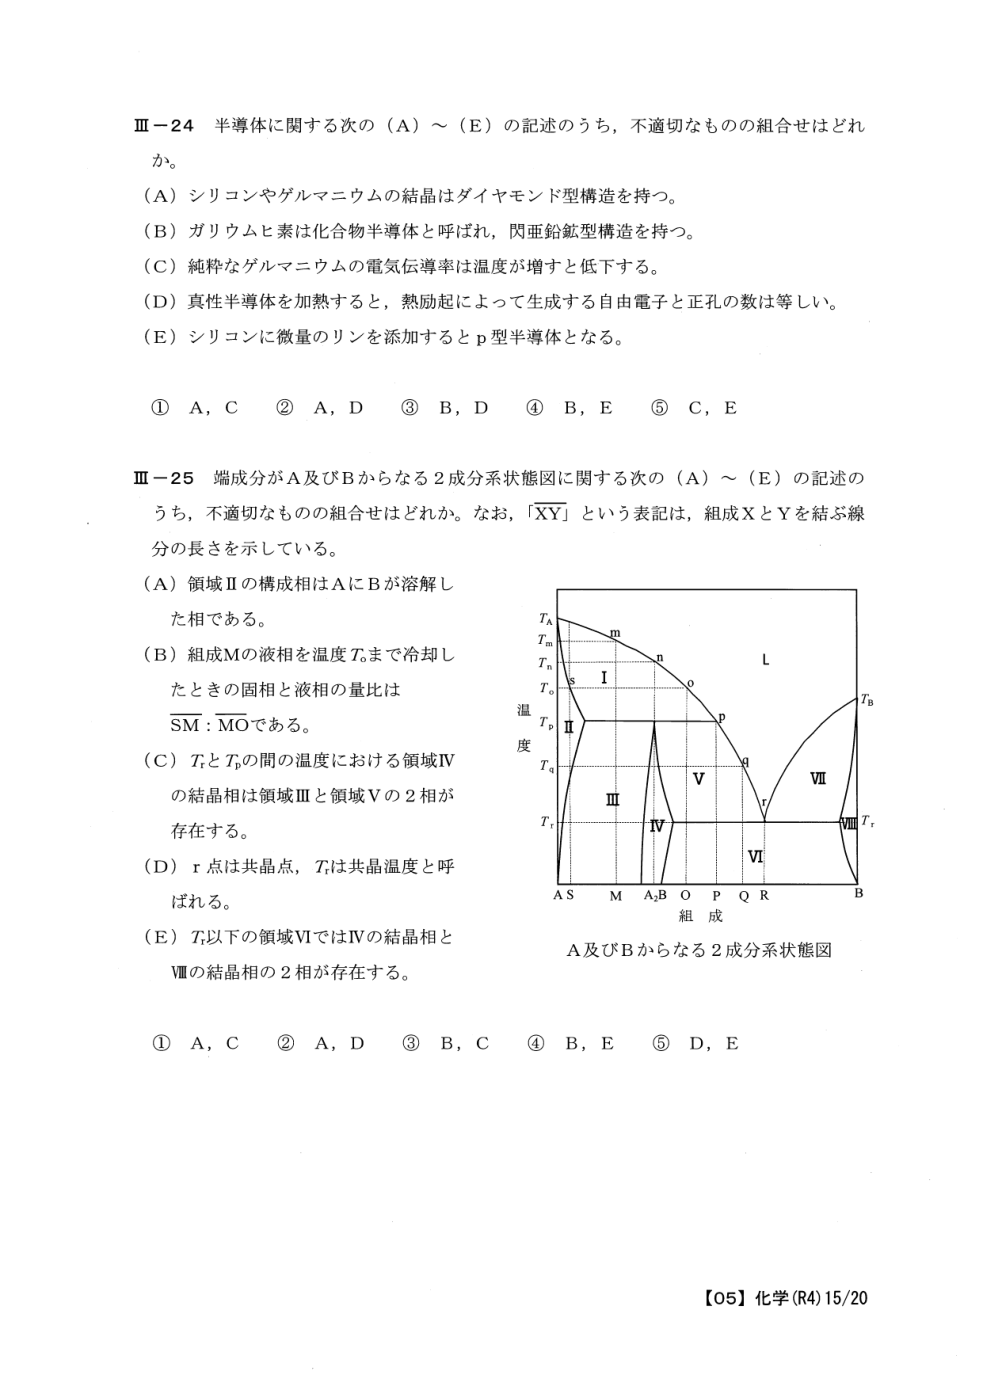 Ⅲ－24 半導体に関する次の（A）～（E）の記述のうち，不適切なものの組合せはどれ
か。
（A）シリコンやゲルマニウムの結晶はダイヤモンド型構造を持つ。
（B）ガリウムヒ素は化合物半導体と呼ばれ，閃亜鉛鉱型構造を持つ。
（C）純粋なゲルマニウムの電気伝導率は温度が増すと低下する。
（D）真性半導体を加熱すると，熱励起によって生成する自由電子と正孔の数は等しい。
（E）シリコンに微量のリンを添加するとp型半導体となる。
① A，C ② A，D ③ B，D ④ B，E ⑤ C，E
Ⅲ－25 端成分がA及びBからなる２成分系状態図に関する次の（A）～（E）の記述の
うち，不適切なものの組合せはどれか。なお，「X̅Y̅」という表記は，組成XとYを結ぶ線
分の長さを示している。
（A）領域Ⅱの構成相はAにBが溶解し
た相である。
（B）組成Mの液相を温度Toまで冷却し
たときの固相と液相の量比は
S̅M̅：M̅O̅である。
（C）TrとTpの間の温度における領域Ⅳ
の結晶相は領域Ⅲと領域Ⅴの２相が
存在する。
（D）r点は共晶点，Trは共晶温度と呼
ばれる。
（E）Tr以下の領域ⅥではⅣの結晶相と
Ⅷの結晶相の２相が存在する。
TA
Tm
Tn
To
Tp
Tq
Tr
温度
m
n
o
s
p
q
r
L
Ⅰ
Ⅱ
Ⅲ
Ⅳ
Ⅴ
Ⅵ
Ⅶ
Ⅷ
TB
Tr
A S M A2B O P Q R B
組 成
A及びBからなる２成分系状態図
① A，C ② A，D ③ B，C ④ B，E ⑤ D，E
【05】化学(R4)15/20